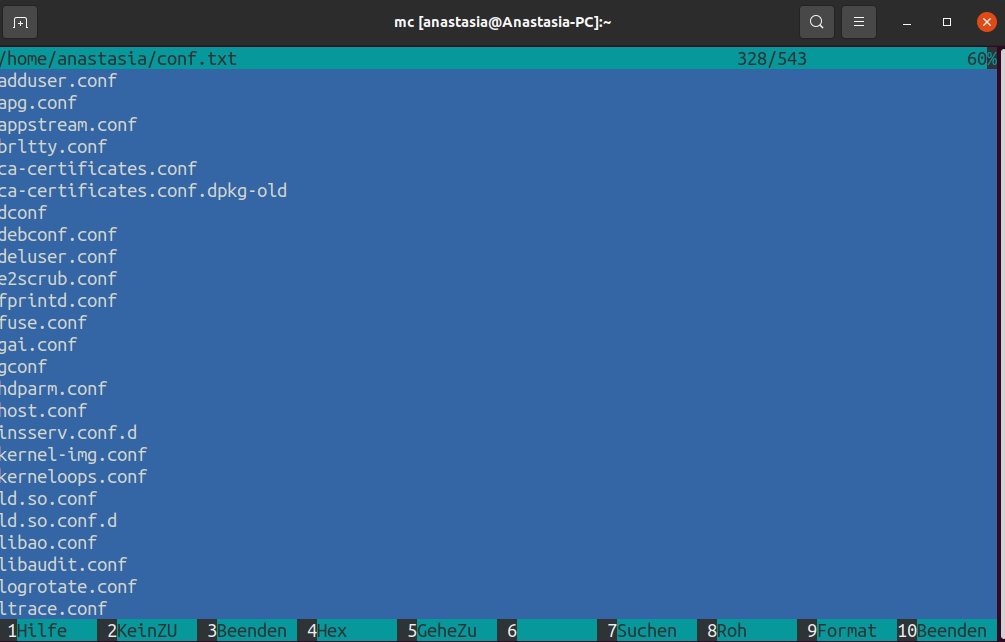 mc [anastasia@Anastasia-PC]:~
/home/anastasia/conf.txt 328/543 60%
adduser.conf
apg.conf
appstream.conf
brltty.conf
ca-certificates.conf
ca-certificates.conf.dpkg-old
dconf
debconf.conf
deluser.conf
e2scrub.conf
fprintd.conf
fuse.conf
gai.conf
gconf
hdparm.conf
host.conf
insserv.conf.d
kernel-img.conf
kerneloops.conf
ld.so.conf
ld.so.conf.d
libao.conf
libaudit.conf
logrotate.conf
ltrace.conf
1Hilfe 2KeinZU 3Beenden 4Hex 5GeheZu 6 7Suchen 8Roh 9Format 10Beenden